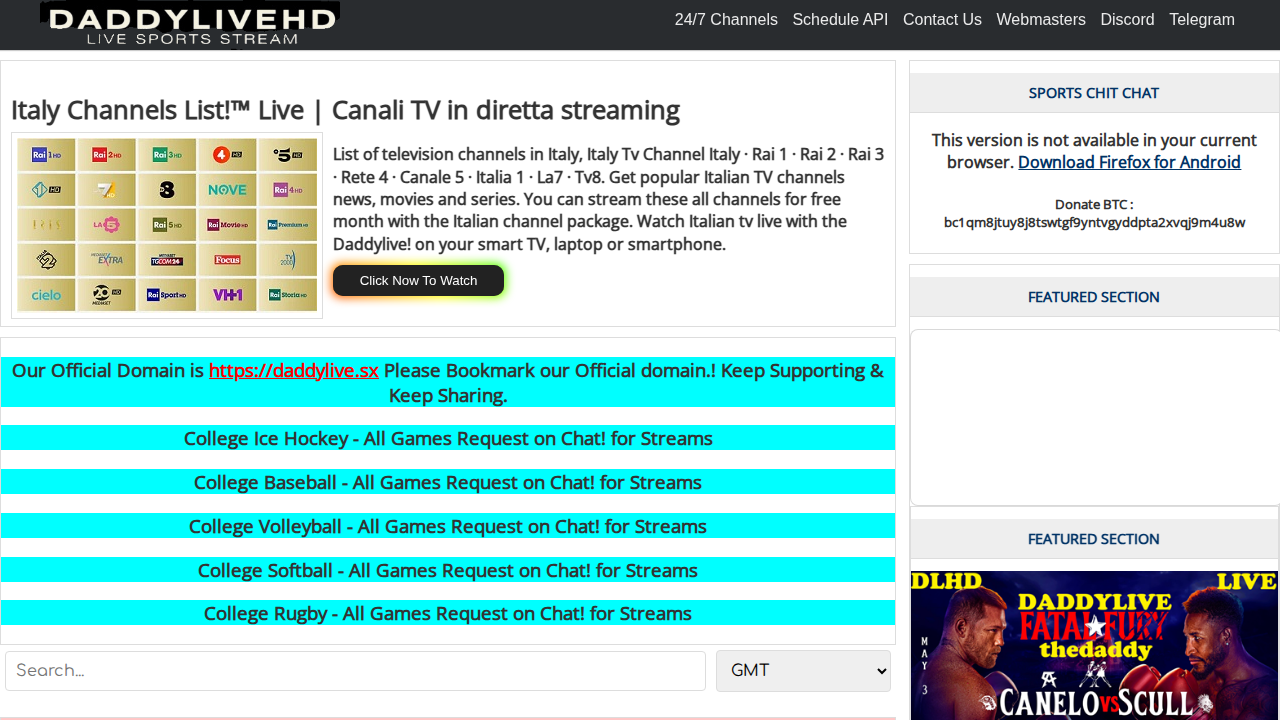 DADDYLIVEHD
LIVE SPORTS STREAM
24/7 Channels Schedule API Contact Us Webmasters Discord Telegram
Italy Channels List!™ Live | Canali TV in diretta streaming
Rai 1HD Rai 2HD Rai 3HD 4 HD 5 HD
1 HD 7 8 NOVE Rai 4HD
IRIS LA 5 Rai 5HD Rai Movie HD Rai Premium HD
MEDIASET EXTRA MEDIASET TGCOM24 Focus TV 2000
cielo 20 HD MEDIASET Rai Sport HD VH1 Rai Storia HD
List of television channels in Italy, Italy Tv Channel Italy · Rai 1 · Rai 2 · Rai 3
· Rete 4 · Canale 5 · Italia 1 · La7 · Tv8. Get popular Italian TV channels
news, movies and series. You can stream these all channels for free
month with the Italian channel package. Watch Italian tv live with the
Daddylive! on your smart TV, laptop or smartphone.
Click Now To Watch
Our Official Domain is https://daddylive.sx Please Bookmark our Official domain.! Keep Supporting &
Keep Sharing.
College Ice Hockey - All Games Request on Chat! for Streams
College Baseball - All Games Request on Chat! for Streams
College Volleyball - All Games Request on Chat! for Streams
College Softball - All Games Request on Chat! for Streams
College Rugby - All Games Request on Chat! for Streams
Search...
GMT
SPORTS CHIT CHAT
This version is not available in your current
browser. Download Firefox for Android
Donate BTC :
bc1qm8jtuy8j8tswtgf9yntvgyddpta2xvqj9m4u8w
FEATURED SECTION
FEATURED SECTION
DLHD LIVE
DADDYLIVE
FATAL FURY
thedaddy
MAY 3
CANELO VS SCULL